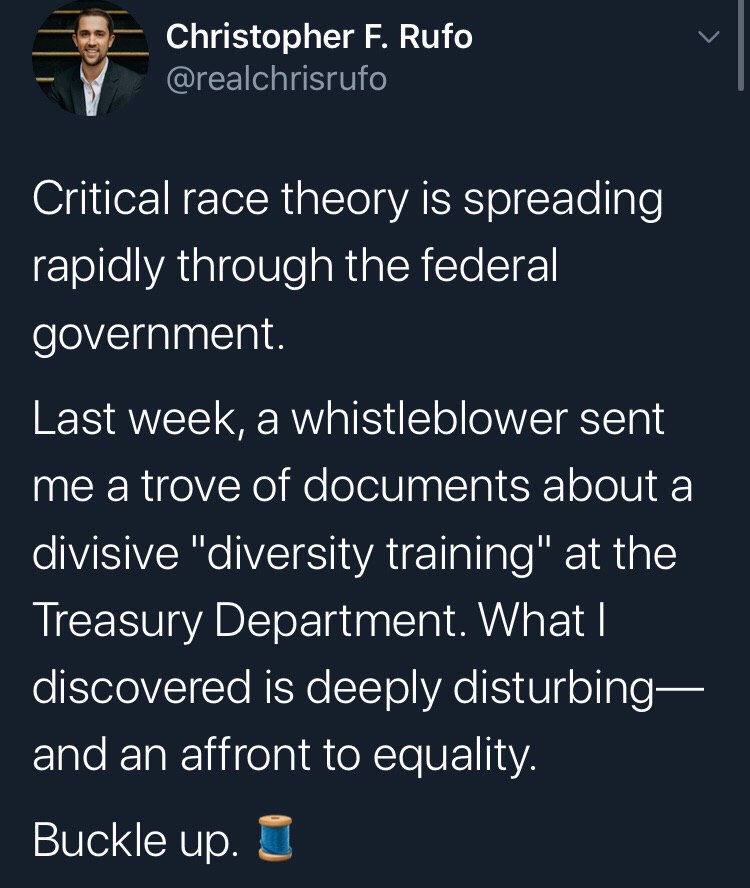 Christopher F. Rufo
@realchrisrufo
Critical race theory is spreading
rapidly through the federal
government.
Last week, a whistleblower sent
me a trove of documents about a
divisive "diversity training" at the
Treasury Department. What I
discovered is deeply disturbing—
and an affront to equality.
Buckle up. 🧵